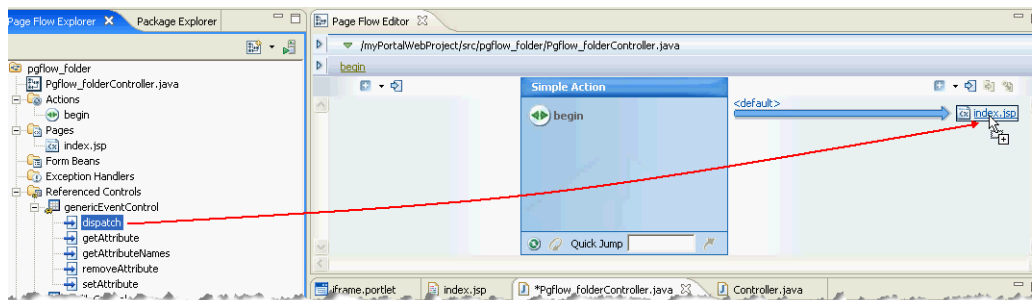 Page Flow Explorer
Package Explorer
pgflow_folder
Pgflow_folderController.java
Actions
begin
Pages
index.jsp
Form Beans
Exception Handlers
Referenced Controls
genericEventControl
dispatch
getAttribute
getAttributeNames
removeAttribute
setAttribute
Page Flow Editor
/myPortalWebProject/src/pgflow_folder/Pgflow_folderController.java
begin
Simple Action
begin
<default>
index.jsp
Quick Jump
iframe.portlet
index.jsp
*Pgflow_folderController.java
Controller.java